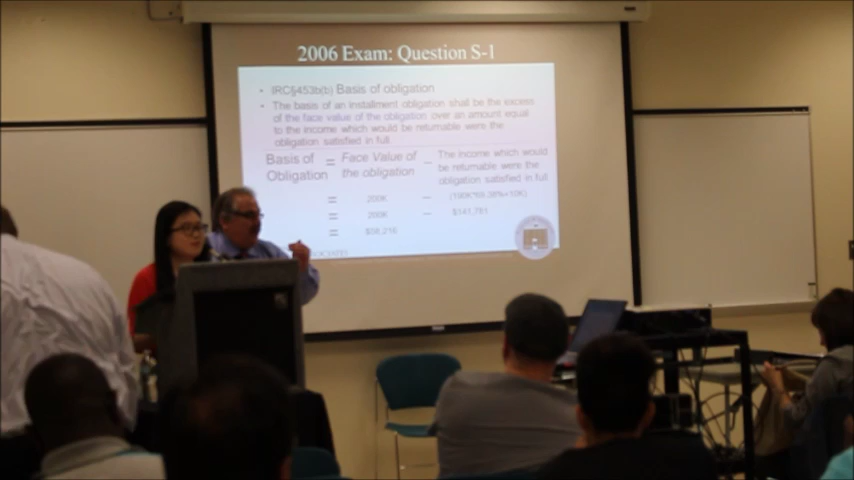 2006 Exam: Question S-1
• IRC§453b(b) Basis of obligation
• The basis of an installment obligation shall be the excess
of the face value of the obligation over an amount equal
to the income which would be returnable were the
obligation satisfied in full.
Basis of Obligation = Face Value of the obligation − The income which would be returnable were the obligation satisfied in full
= 200K −
= 200K − $141,781
=